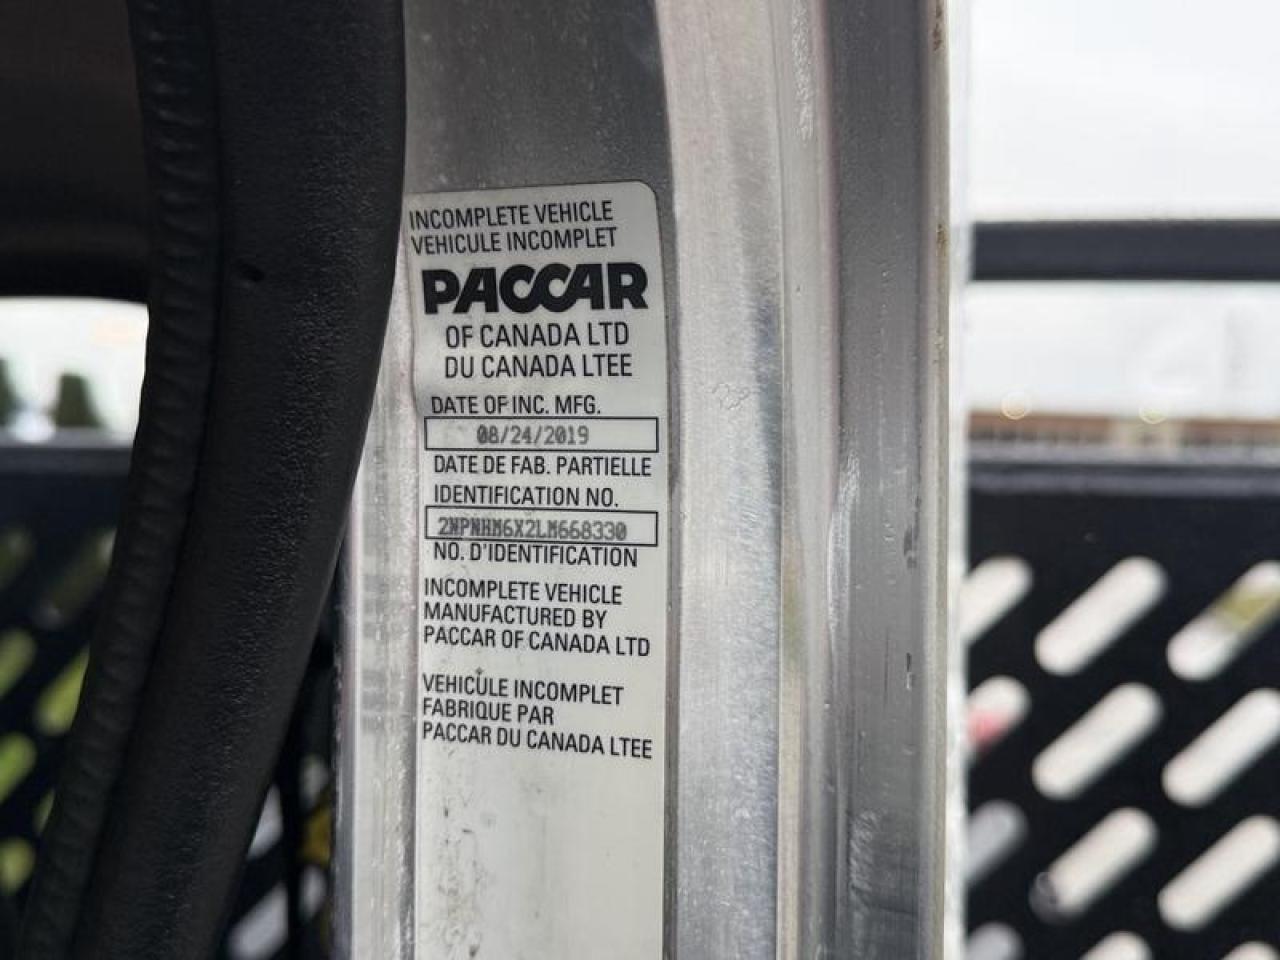 INCOMPLETE VEHICLE
VEHICULE INCOMPLET
PACCAR
OF CANADA LTD
DU CANADA LTEE
DATE OF INC. MFG.
08/24/2019
DATE DE FAB. PARTIELLE
IDENTIFICATION NO.
2NPNHM6X2LM668330
NO. D'IDENTIFICATION
INCOMPLETE VEHICLE
MANUFACTURED BY
PACCAR OF CANADA LTD
VEHICULE INCOMPLET
FABRIQUE PAR
PACCAR DU CANADA LTEE